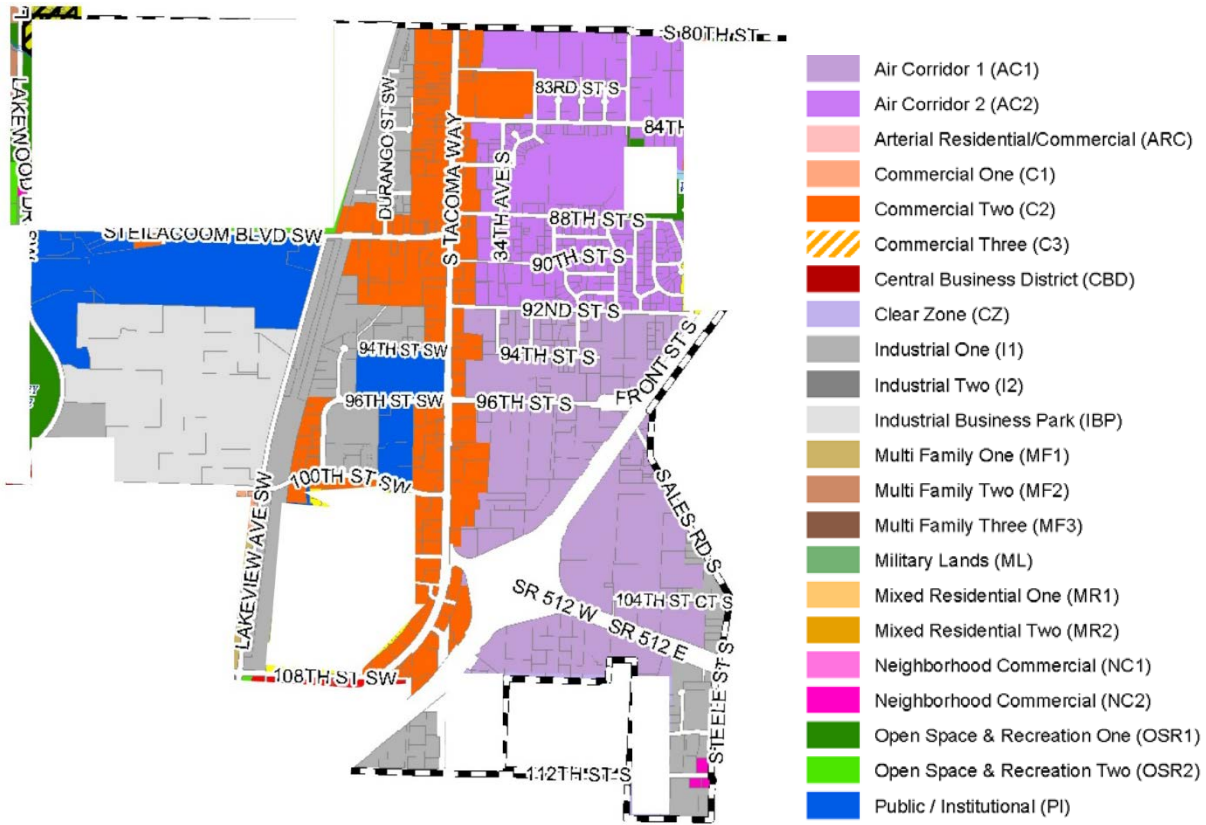 S 80TH ST
LAKEWOOD DR SW
DURANGO ST SW
S TACOMA WAY
83RD ST S
84TH
34TH AVE S
STEILACOOM BLVD SW
88TH ST S
90TH ST S
92ND ST S
94TH ST SW
94TH ST S
FRONT ST S
96TH ST SW
96TH ST S
100TH ST SW
SALES RD S
LAKEVIEW AVE SW
SR 512 W
104TH ST CT S
SR 512 E
108TH ST SW
STEELE ST S
112TH ST S
Air Corridor 1 (AC1)
Air Corridor 2 (AC2)
Arterial Residential/Commercial (ARC)
Commercial One (C1)
Commercial Two (C2)
Commercial Three (C3)
Central Business District (CBD)
Clear Zone (CZ)
Industrial One (I1)
Industrial Two (I2)
Industrial Business Park (IBP)
Multi Family One (MF1)
Multi Family Two (MF2)
Multi Family Three (MF3)
Military Lands (ML)
Mixed Residential One (MR1)
Mixed Residential Two (MR2)
Neighborhood Commercial (NC1)
Neighborhood Commercial (NC2)
Open Space & Recreation One (OSR1)
Open Space & Recreation Two (OSR2)
Public / Institutional (PI)